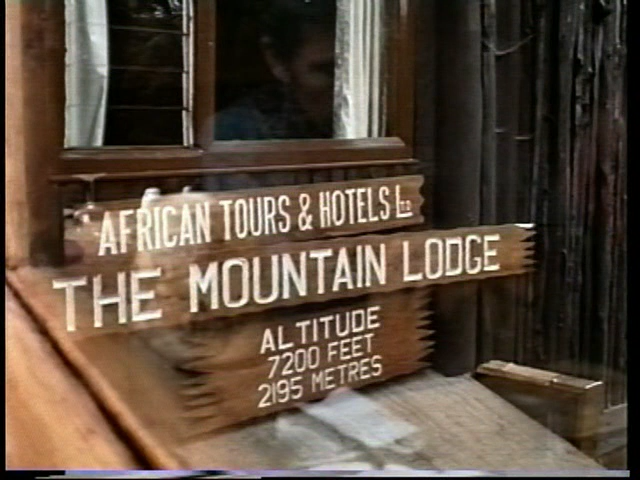 AFRICAN TOURS & HOTELS LTD
THE MOUNTAIN LODGE
ALTITUDE
7200 FEET
2195 METRES